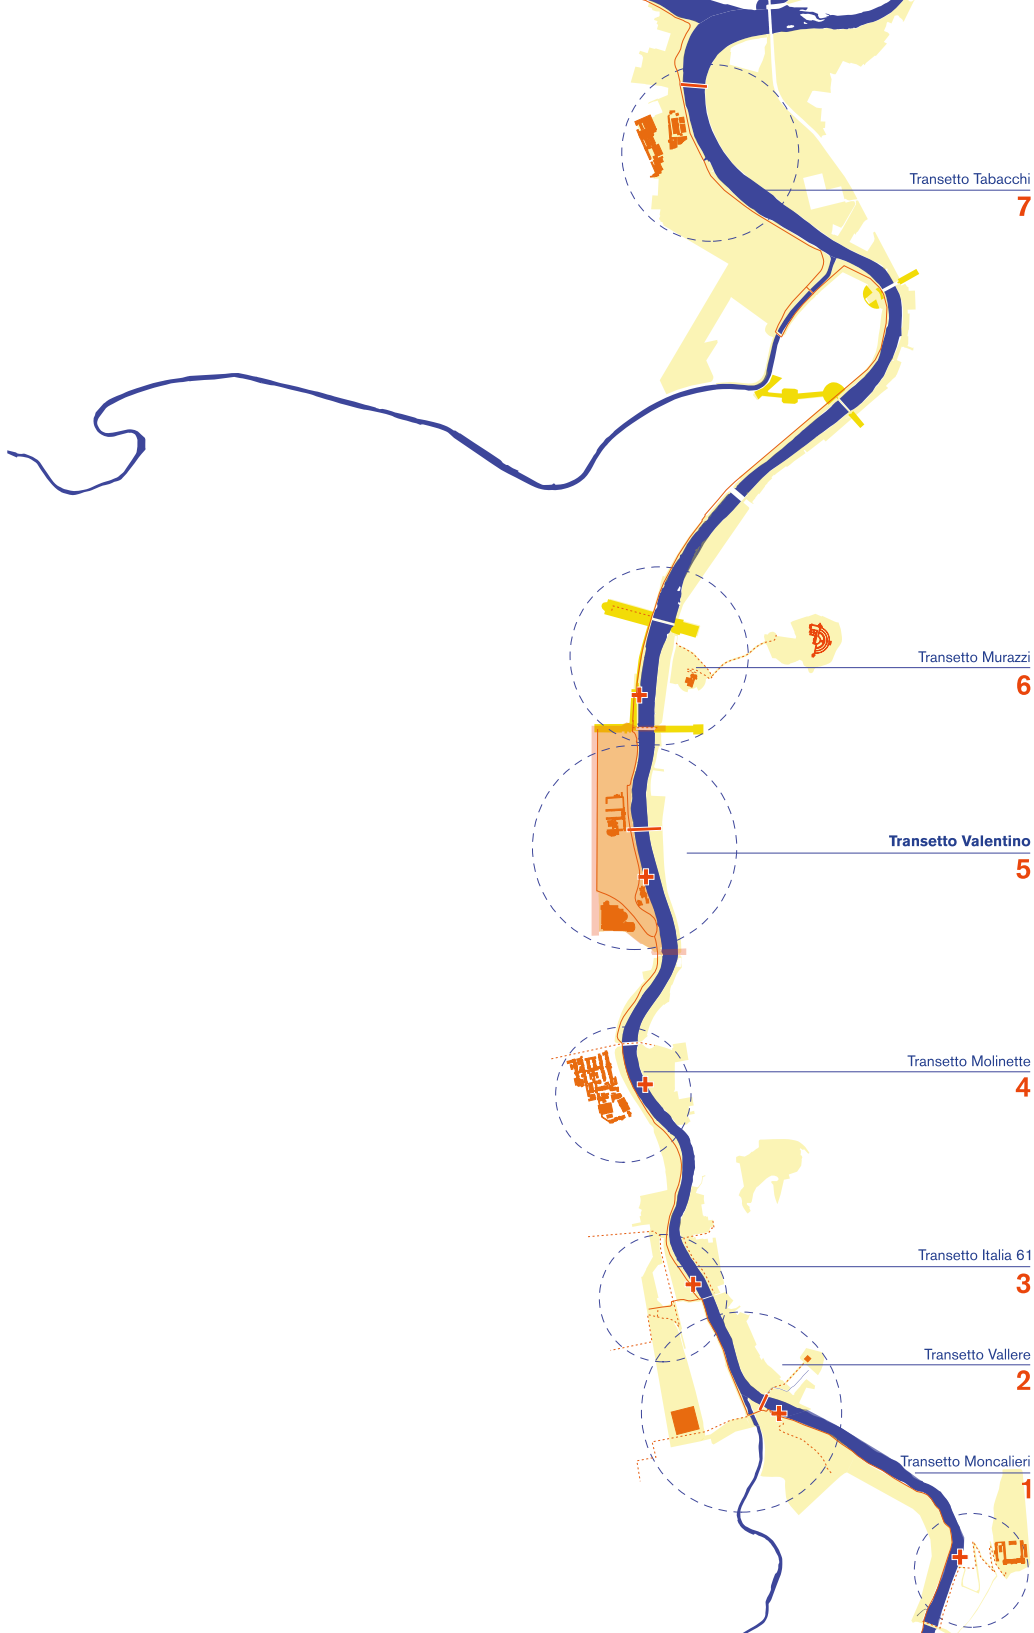 Transetto Tabacchi
7
Transetto Murazzi
6
Transetto Valentino
5
Transetto Molinette
4
Transetto Italia 61
3
Transetto Vallere
2
Transetto Moncalieri
1